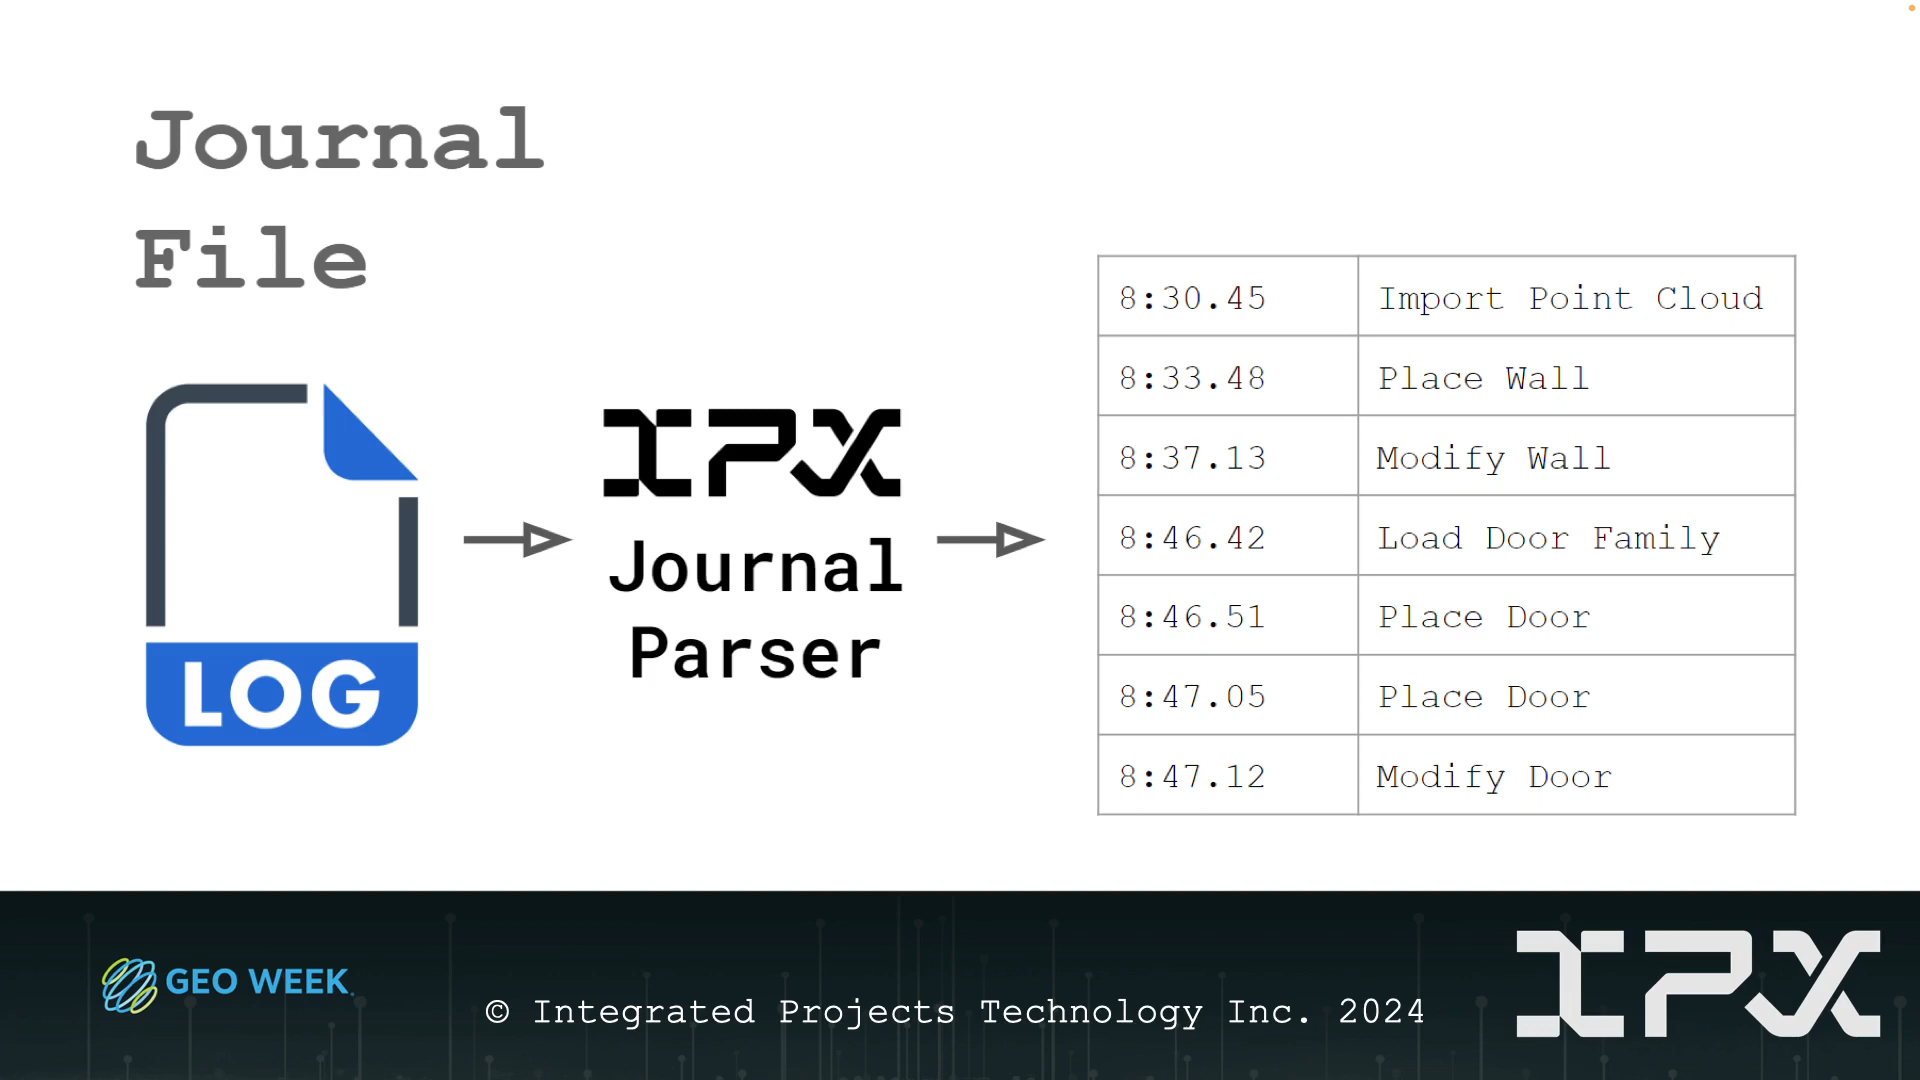 Journal
File
LOG
IPX
Journal
Parser
8:30.45 Import Point Cloud
8:33.48 Place Wall
8:37.13 Modify Wall
8:46.42 Load Door Family
8:46.51 Place Door
8:47.05 Place Door
8:47.12 Modify Door
GEO WEEK
© Integrated Projects Technology Inc. 2024
IPX